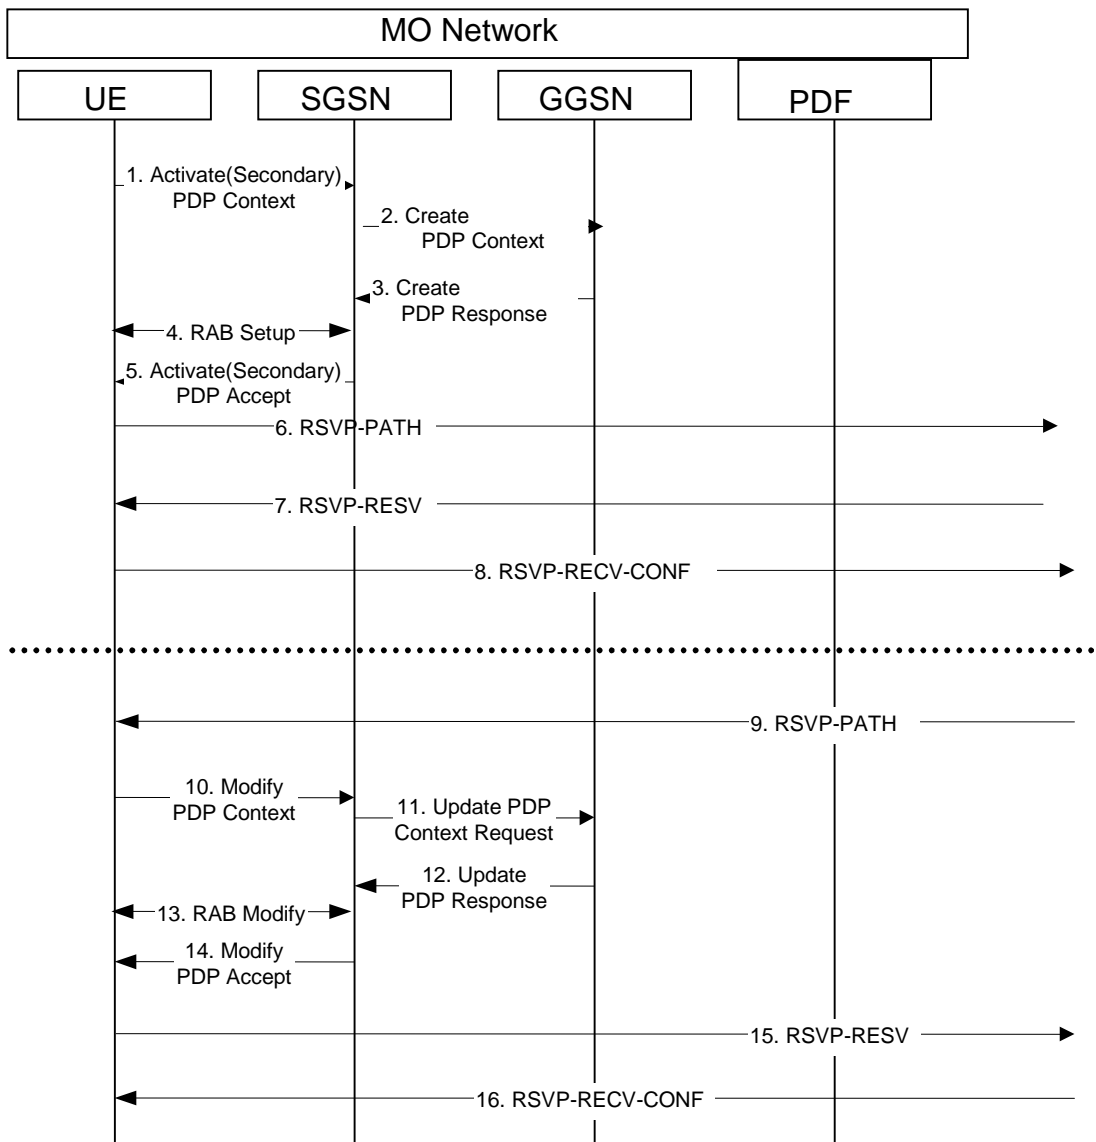 MO Network
UE
SGSN
GGSN
PDF
1. Activate(Secondary)
PDP Context
2. Create
PDP Context
3. Create
PDP Response
4. RAB Setup
5. Activate(Secondary)
PDP Accept
6. RSVP-PATH
7. RSVP-RESV
8. RSVP-RECV-CONF
9. RSVP-PATH
10. Modify
PDP Context
11. Update PDP
Context Request
12. Update
PDP Response
13. RAB Modify
14. Modify
PDP Accept
15. RSVP-RESV
16. RSVP-RECV-CONF